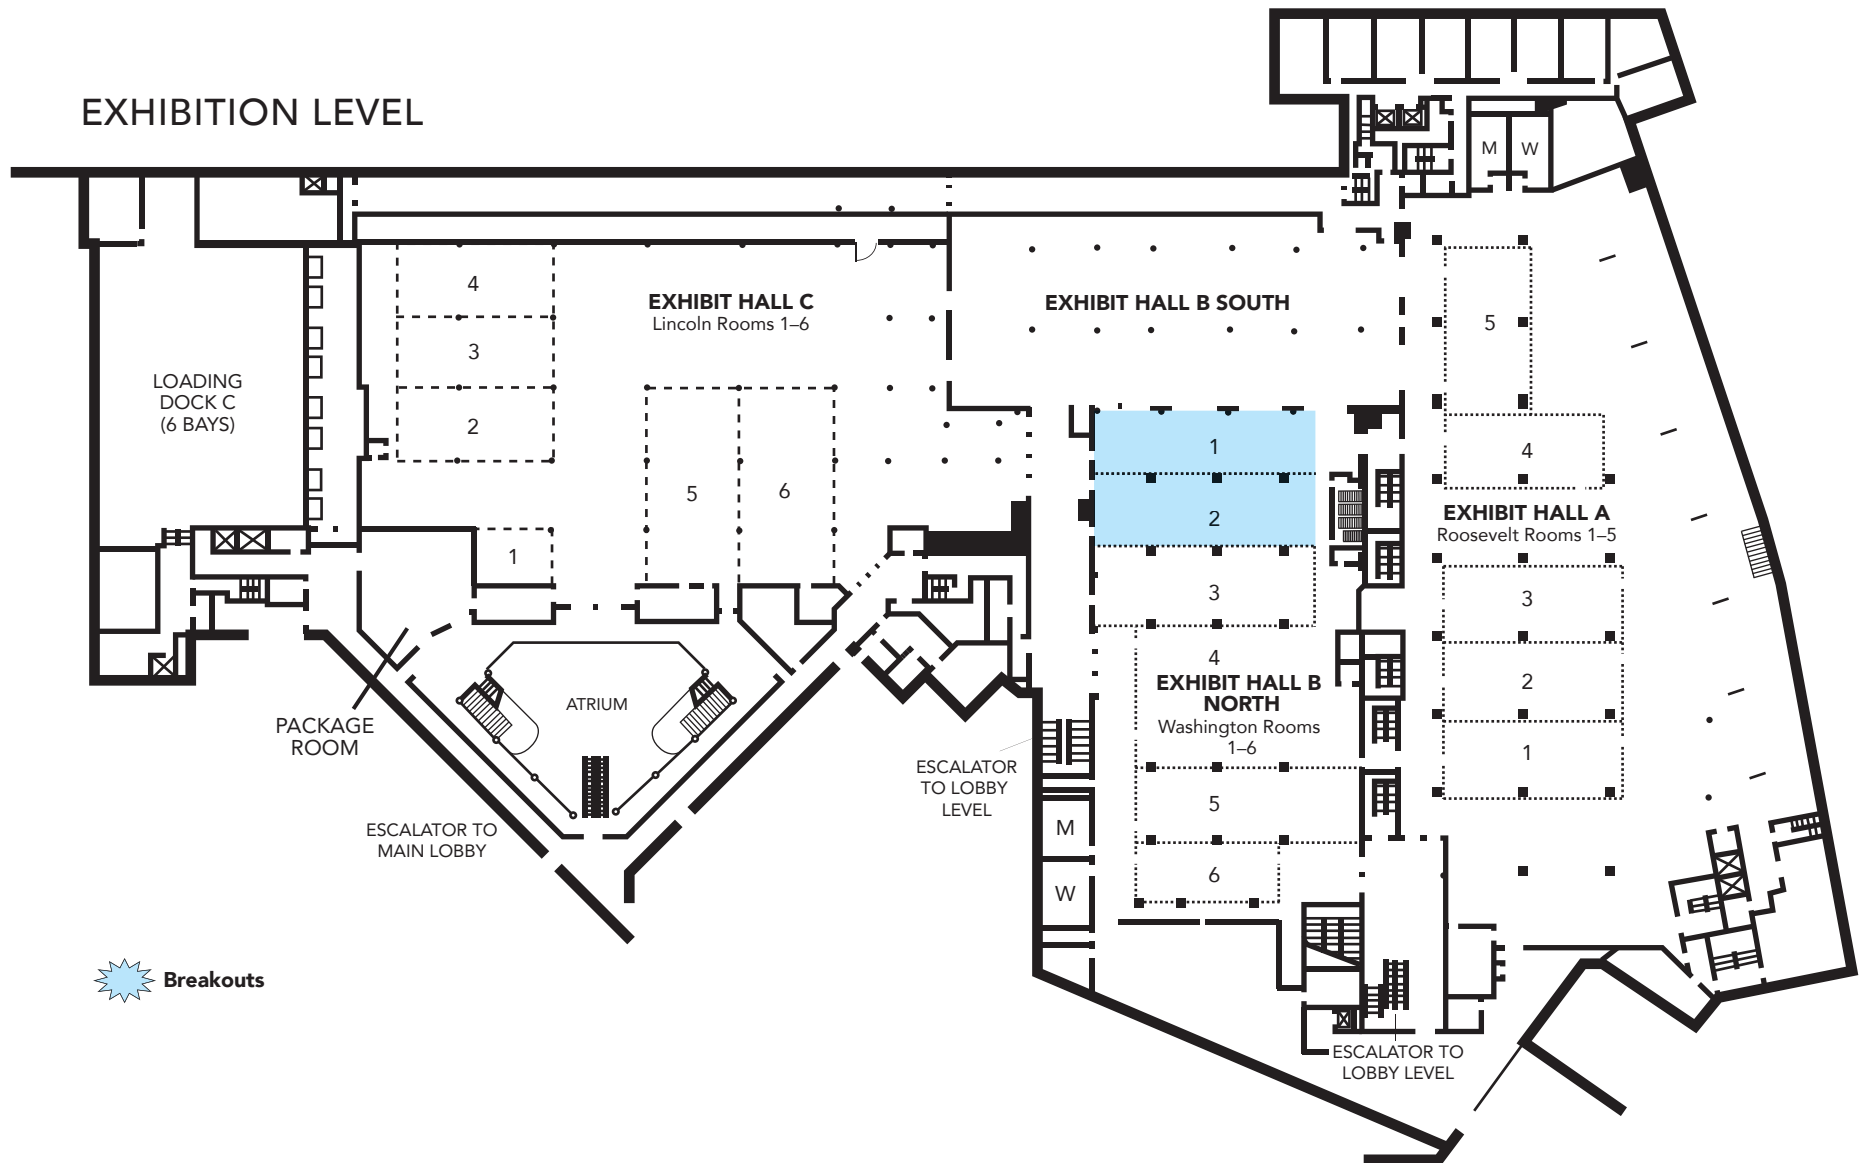 EXHIBITION LEVEL
M
W
4
3
2
1
5
6
EXHIBIT HALL C
Lincoln Rooms 1–6
EXHIBIT HALL B SOUTH
LOADING
DOCK C
(6 BAYS)
5
4
EXHIBIT HALL A
Roosevelt Rooms 1–5
3
2
1
1
2
3
4
EXHIBIT HALL B
NORTH
Washington Rooms
1–6
5
6
ATRIUM
PACKAGE
ROOM
ESCALATOR TO
MAIN LOBBY
ESCALATOR
TO LOBBY
LEVEL
M
W
Breakouts
ESCALATOR TO
LOBBY LEVEL